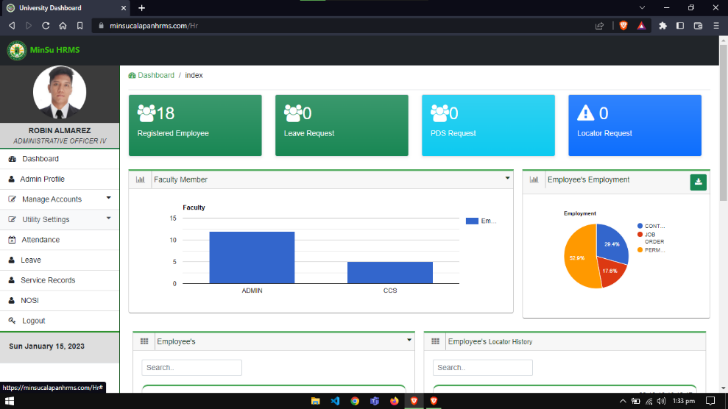 University Dashboard
minsucalapanhrms.com/Hr
MinSu HRMS
ROBIN ALMAREZ
ADMINISTRATIVE OFFICER IV
Dashboard
Admin Profile
Manage Accounts
Utility Settings
Attendance
Leave
Service Records
NOSI
Logout
Sun January 15, 2023
https://minsucalapanhrms.com/Hr#
Dashboard / index
18
Registered Employee
0
Leave Request
0
PDS Request
0
Locator Request
Faculty Member
Faculty
15
10
5
0
ADMIN
CCS
Em...
Employee's Employment
Employment
29.4%
17.6%
52.9%
CONT...
JOB
ORDER
PERM...
Employee's
Search..
Employee's Locator History
Search..
1:33 pm